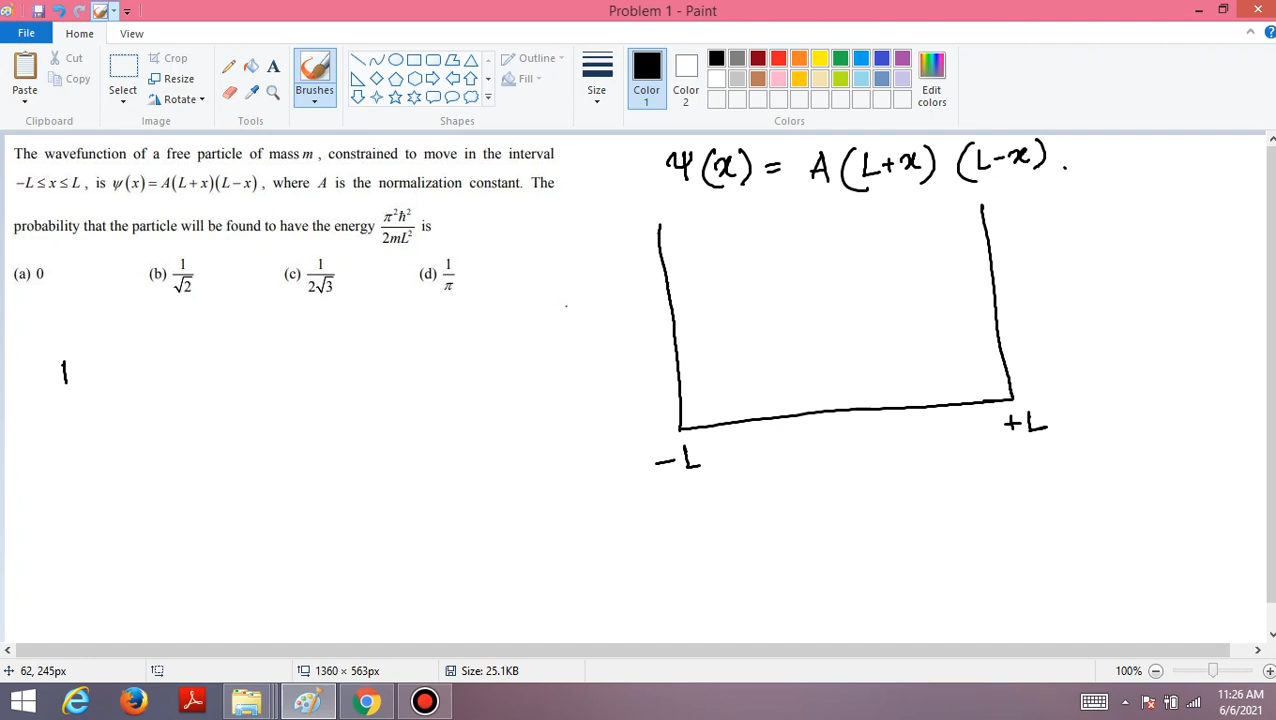 Problem 1 - Paint
File Home View
Paste
Cut
Copy
Clipboard
Select
Crop
Resize
Rotate
Image
A
Tools
Brushes
Outline
Fill
Shapes
Size
Color 1
Color 2
Edit colors
Colors
The wavefunction of a free particle of mass m , constrained to move in the interval
−L ≤ x ≤ L , is ψ(x) = A(L+x)(L−x), where A is the normalization constant. The
probability that the particle will be found to have the energy π²ħ²/2mL² is
(a) 0 (b) 1/√2 (c) 1/2√3 (d) 1/π
Ψ(x) = A(L+x) (L-x) .
-L
+L
62, 245px 1360 × 563px Size: 25.1KB 100%
11:26 AM
6/6/2021